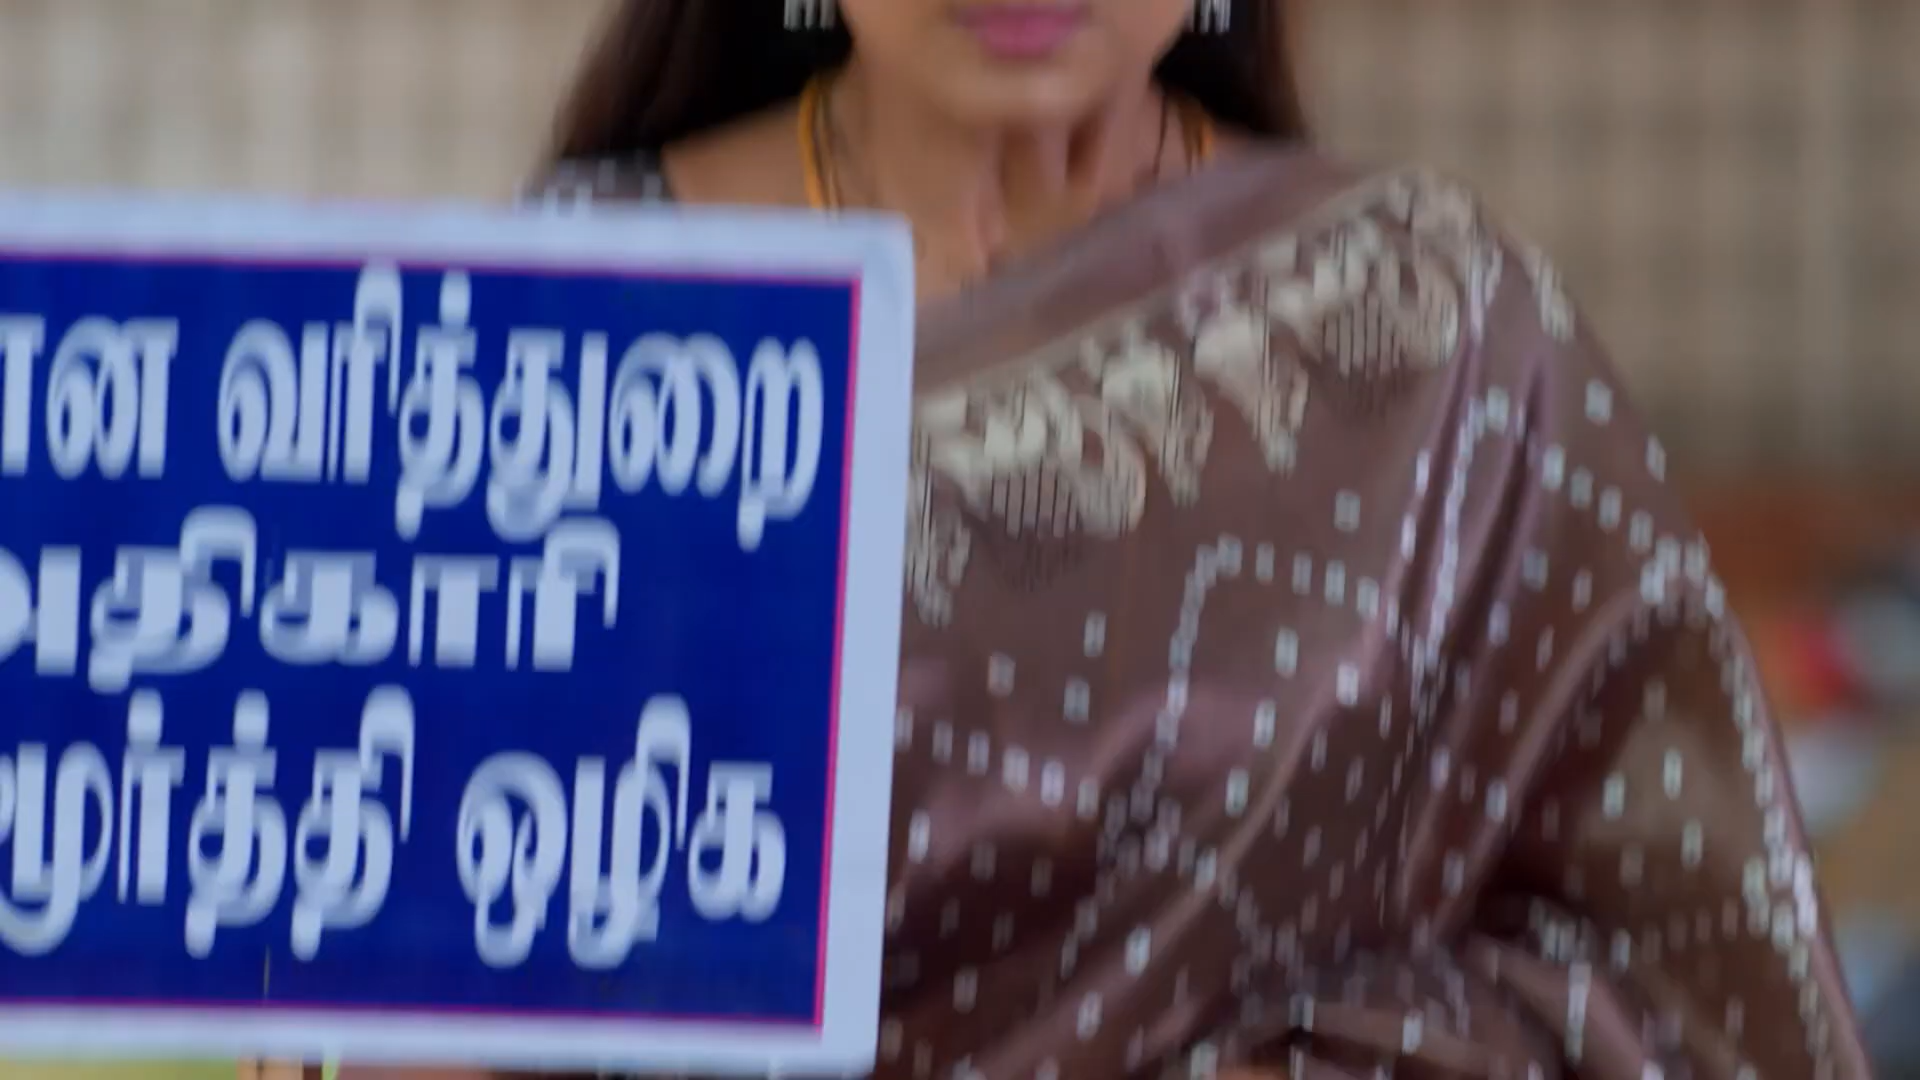 ான வரித்துறை
அதிகாரி
மூர்த்தி ஒழிக